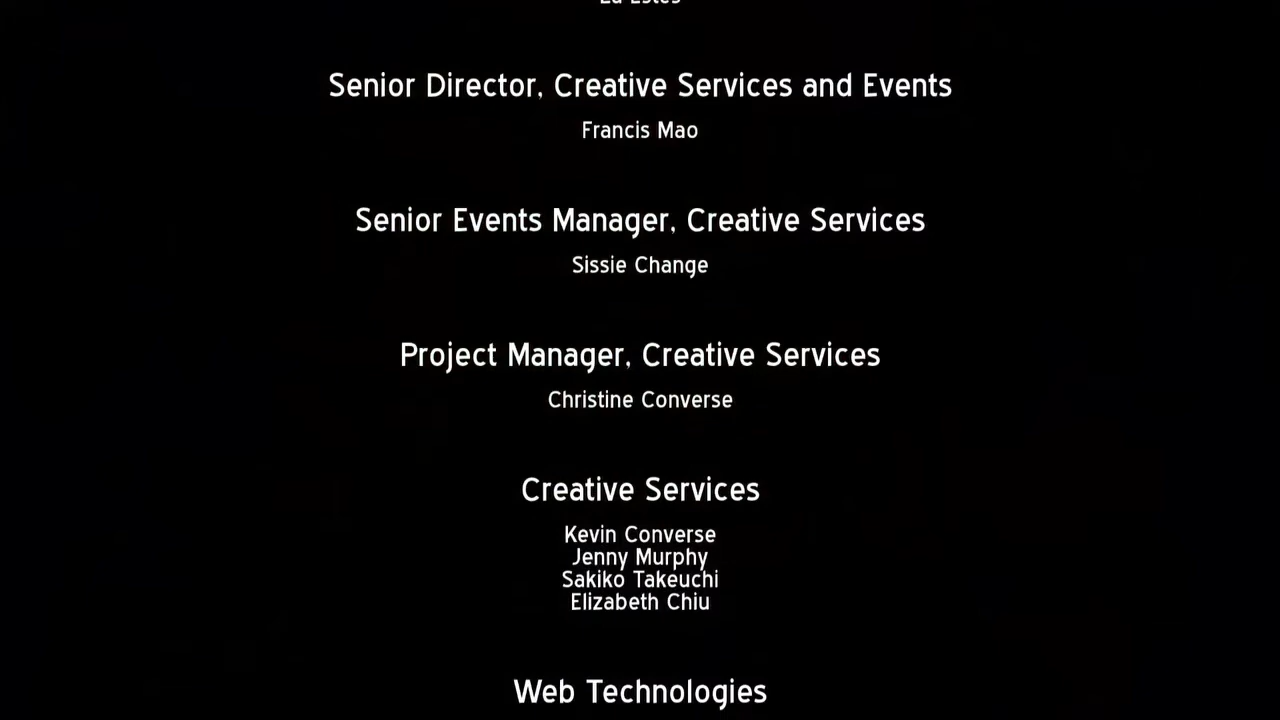 Senior Director, Creative Services and Events
Francis Mao
Senior Events Manager, Creative Services
Sissie Change
Project Manager, Creative Services
Christine Converse
Creative Services
Kevin Converse
Jenny Murphy
Sakiko Takeuchi
Elizabeth Chiu
Web Technologies